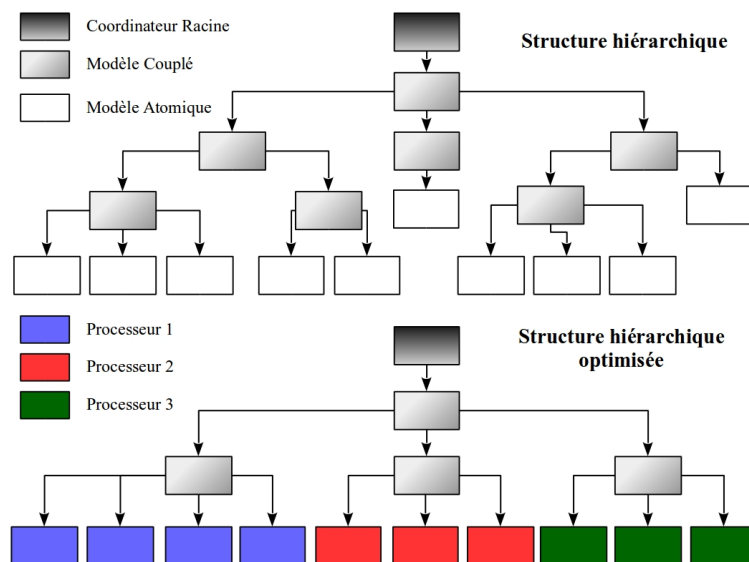 Coordinateur Racine
Structure hiérarchique
Modèle Couplé
Modèle Atomique
Processeur 1
Structure hiérarchique
optimisée
Processeur 2
Processeur 3